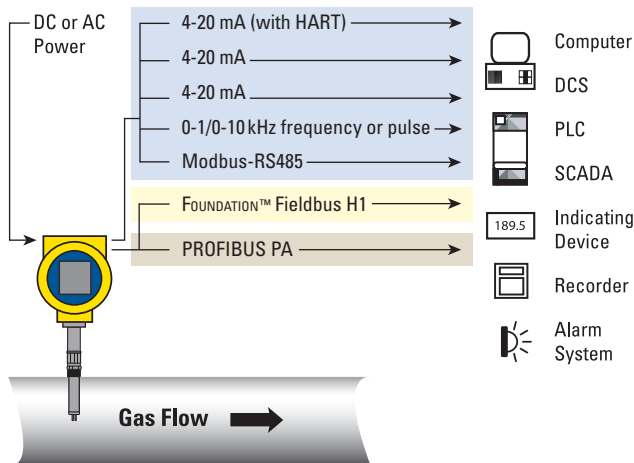 DC or AC
Power
4-20 mA (with HART)
4-20 mA
4-20 mA
0-1/0-10 kHz frequency or pulse
Modbus-RS485
FOUNDATION™ Fieldbus H1
PROFIBUS PA
Computer
DCS
PLC
SCADA
189.5
Indicating
Device
Recorder
Alarm
System
Gas Flow